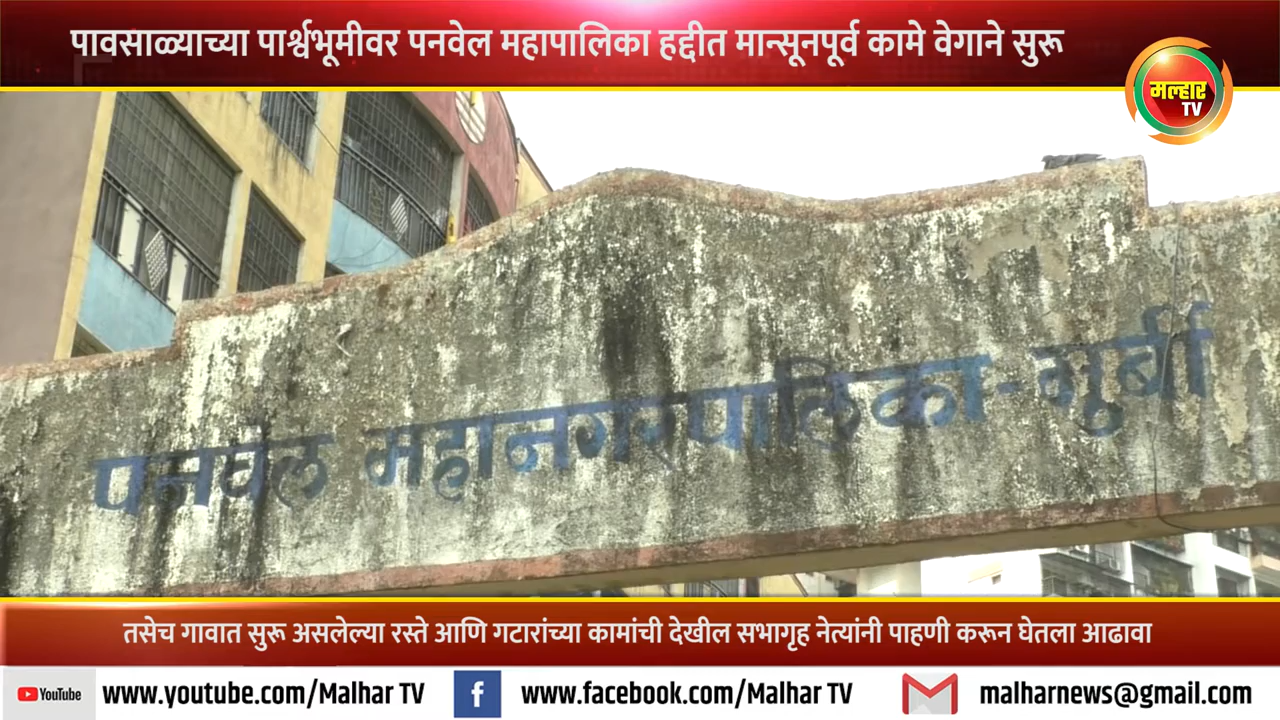 पावसाळ्याच्या पार्श्वभूमीवर पनवेल महापालिका हद्दीत मान्सूनपूर्व कामे वेगाने सुरू
मल्हार
TV
पनवेल महानगरपालिका-मुर्बी
तसेच गावात सुरू असलेल्या रस्ते आणि गटारांच्या कामांची देखील सभागृह नेत्यांनी पाहणी करून घेतला आढावा
YouTube www.youtube.com/Malhar TV www.facebook.com/Malhar TV malharnews@gmail.com